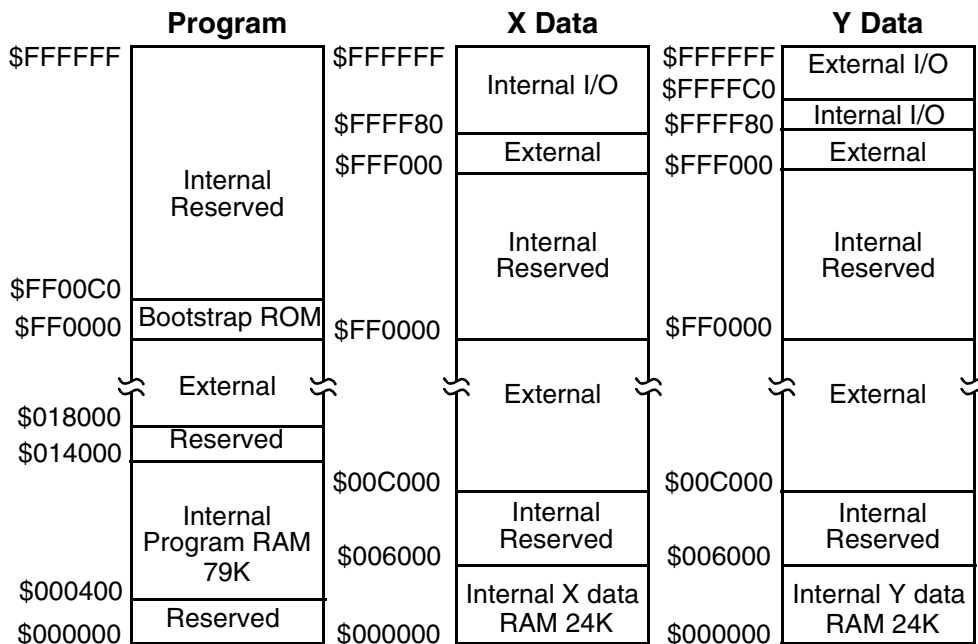 Program
$FFFFFF
Internal
Reserved
$FF00C0
Bootstrap ROM
$FF0000
External
$018000
Reserved
$014000
Internal
Program RAM
79K
$000400
Reserved
$000000
X Data
$FFFFFF
Internal I/O
$FFFF80
External
$FFF000
Internal
Reserved
$FF0000
External
$00C000
Internal
Reserved
$006000
Internal X data
RAM 24K
$000000
Y Data
$FFFFFF
External I/O
$FFFFC0
Internal I/O
$FFFF80
External
$FFF000
Internal
Reserved
$FF0000
External
$00C000
Internal
Reserved
$006000
Internal Y data
RAM 24K
$000000